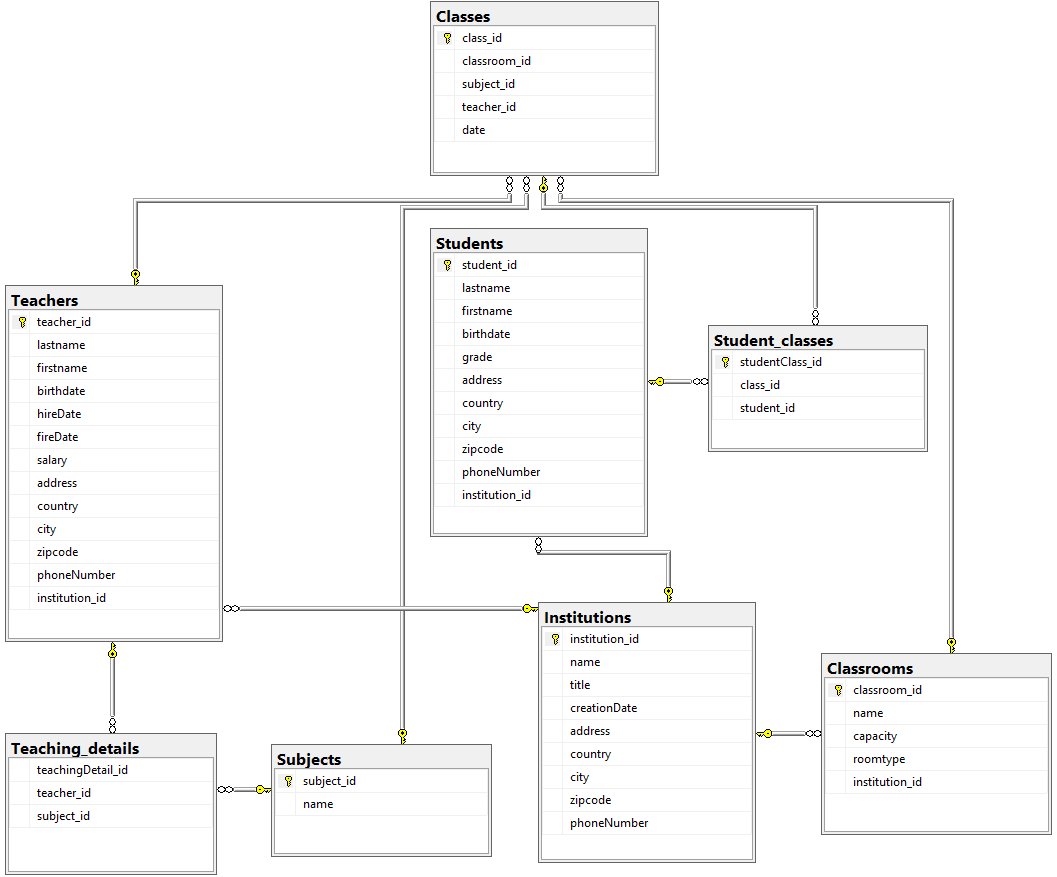 Classes
class_id
classroom_id
subject_id
teacher_id
date
Students
student_id
lastname
firstname
birthdate
grade
address
country
city
zipcode
phoneNumber
institution_id
Teachers
teacher_id
lastname
firstname
birthdate
hireDate
fireDate
salary
address
country
city
zipcode
phoneNumber
institution_id
Student_classes
studentClass_id
class_id
student_id
Institutions
institution_id
name
title
creationDate
address
country
city
zipcode
phoneNumber
Classrooms
classroom_id
name
capacity
roomtype
institution_id
Teaching_details
teachingDetail_id
teacher_id
subject_id
Subjects
subject_id
name